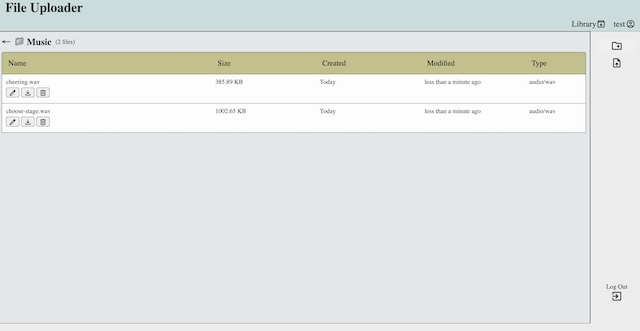 File Uploader
Library test
Music (2 files)
Name Size Created Modified Type
cheering.wav 385.89 KB Today less than a minute ago audio/wav
choose-stage.wav 1002.65 KB Today less than a minute ago audio/wav
Log Out